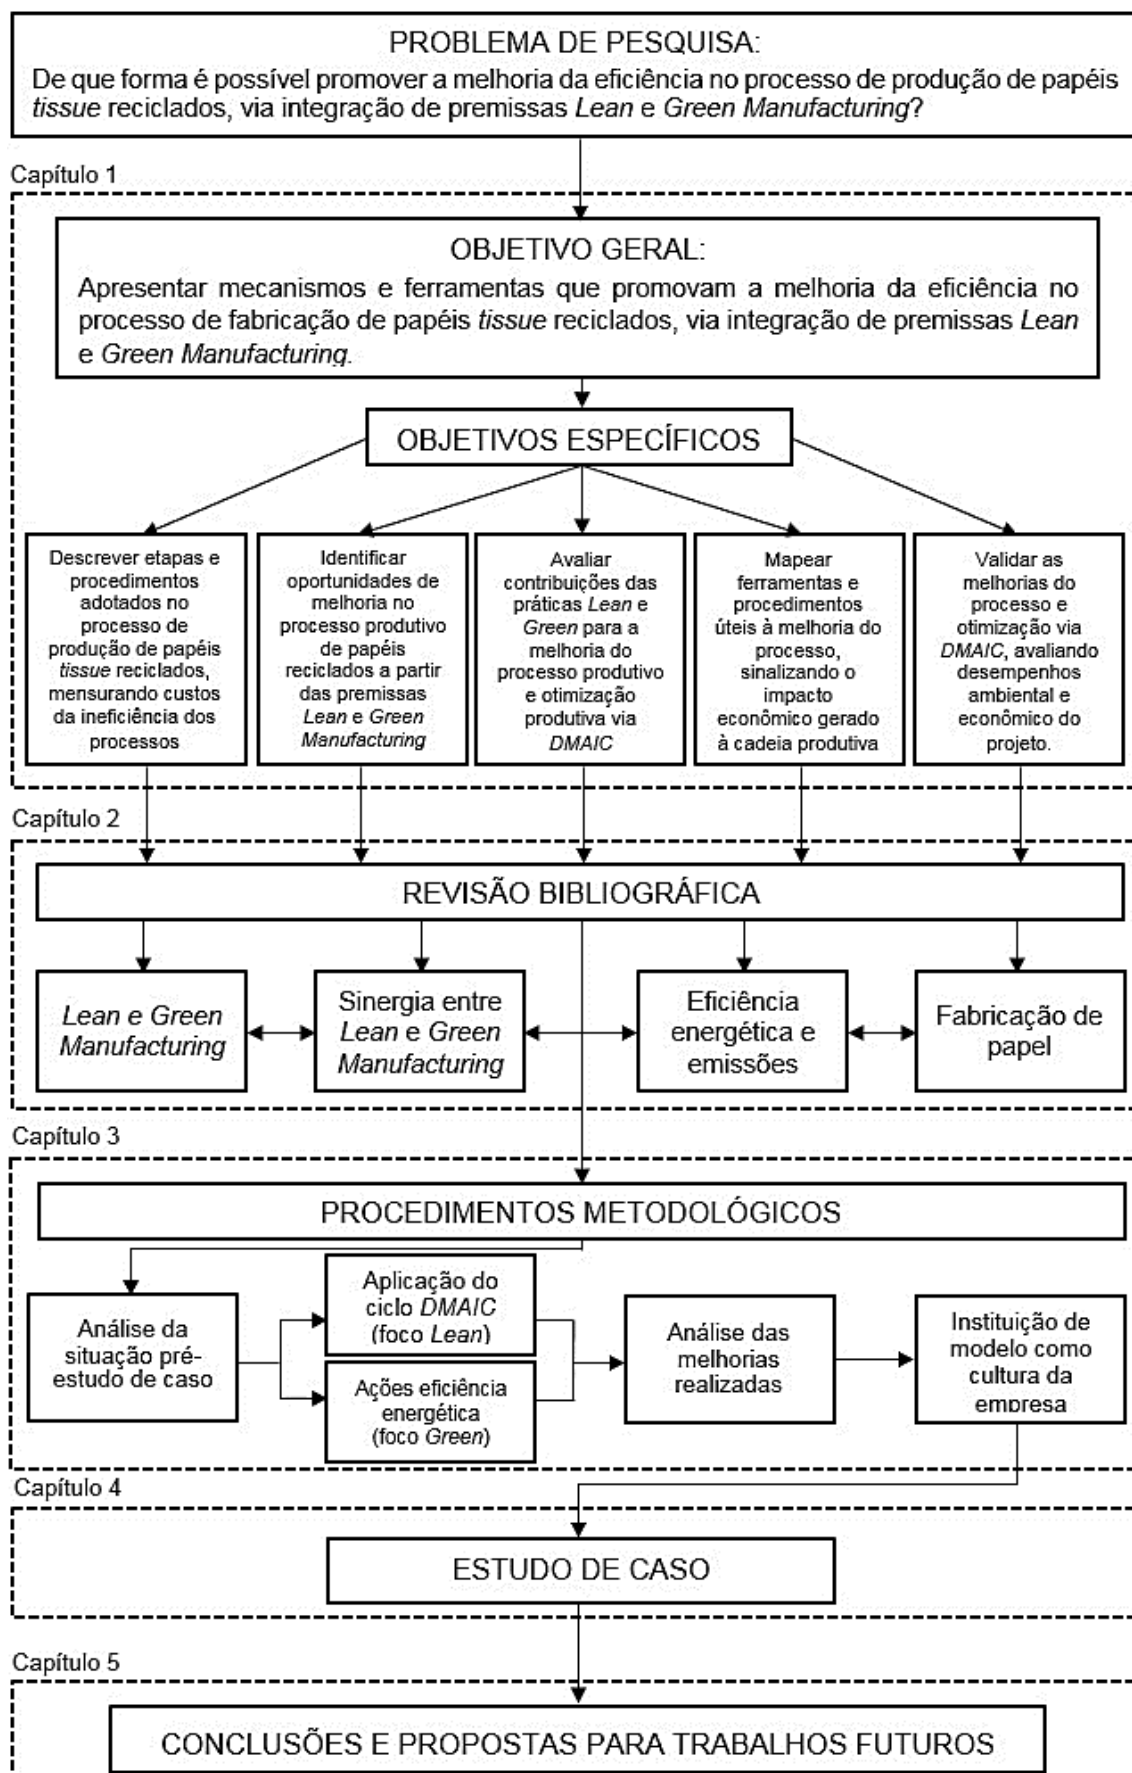 PROBLEMA DE PESQUISA:
De que forma é possível promover a melhoria da eficiência no processo de produção de papéis
tissue reciclados, via integração de premissas Lean e Green Manufacturing?
Capítulo 1
OBJETIVO GERAL:
Apresentar mecanismos e ferramentas que promovam a melhoria da eficiência no
processo de fabricação de papéis tissue reciclados, via integração de premissas Lean
e Green Manufacturing.
OBJETIVOS ESPECÍFICOS
Descrever etapas e
procedimentos
adotados no
processo de
produção de papéis
tissue reciclados,
mensurando custos
da ineficiência dos
processos
Identificar
oportunidades de
melhoria no
processo produtivo
de papéis
reciclados a partir
das premissas
Lean e Green
Manufacturing
Avaliar
contribuições das
práticas Lean e
Green para a
melhoria do
processo produtivo
e otimização
produtiva via
DMAIC
Mapear
ferramentas e
procedimentos
úteis à melhoria do
processo,
sinalizando o
impacto
econômico gerado
à cadeia produtiva
Validar as
melhorias do
processo e
otimização via
DMAIC, avaliando
desempenhos
ambiental e
econômico do
projeto.
Capítulo 2
REVISÃO BIBLIOGRÁFICA
Lean e Green
Manufacturing
Sinergia entre
Lean e Green
Manufacturing
Eficiência
energética e
emissões
Fabricação de
papel
Capítulo 3
PROCEDIMENTOS METODOLÓGICOS
Análise da
situação pré-
estudo de caso
Aplicação do
ciclo DMAIC
(foco Lean)
Ações eficiência
energética
(foco Green)
Análise das
melhorias
realizadas
Instituição de
modelo como
cultura da
empresa
Capítulo 4
ESTUDO DE CASO
Capítulo 5
CONCLUSÕES E PROPOSTAS PARA TRABALHOS FUTUROS